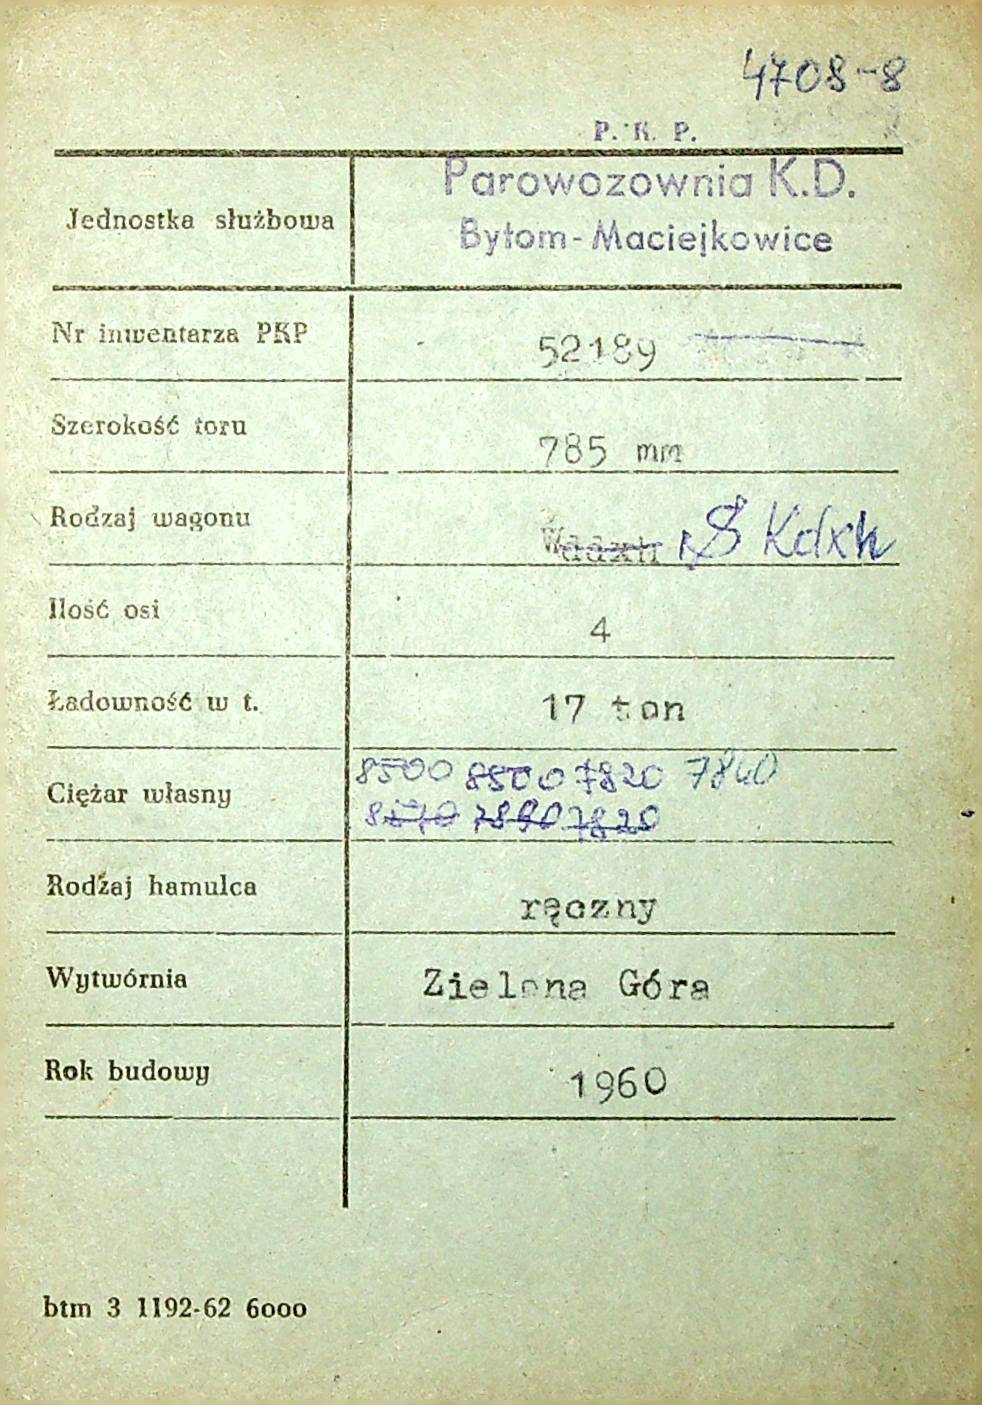 4708-8
P. K. P.
Parowozownia K.D.
Jednostka służbowa
Bytom-Maciejkowice
Nr inwentarza PKP 52189
Szerokość toru 785 mm
Rodzaj wagonu Wddxtr Kdxh
Ilość osi 4
Ładowność w t. 17 ton
8500 8500 7820 7840
Ciężar własny
7820
Rodzaj hamulca ręczny
Wytwórnia Zielona Góra
Rok budowy 1960
btm 3 1192-62 6000